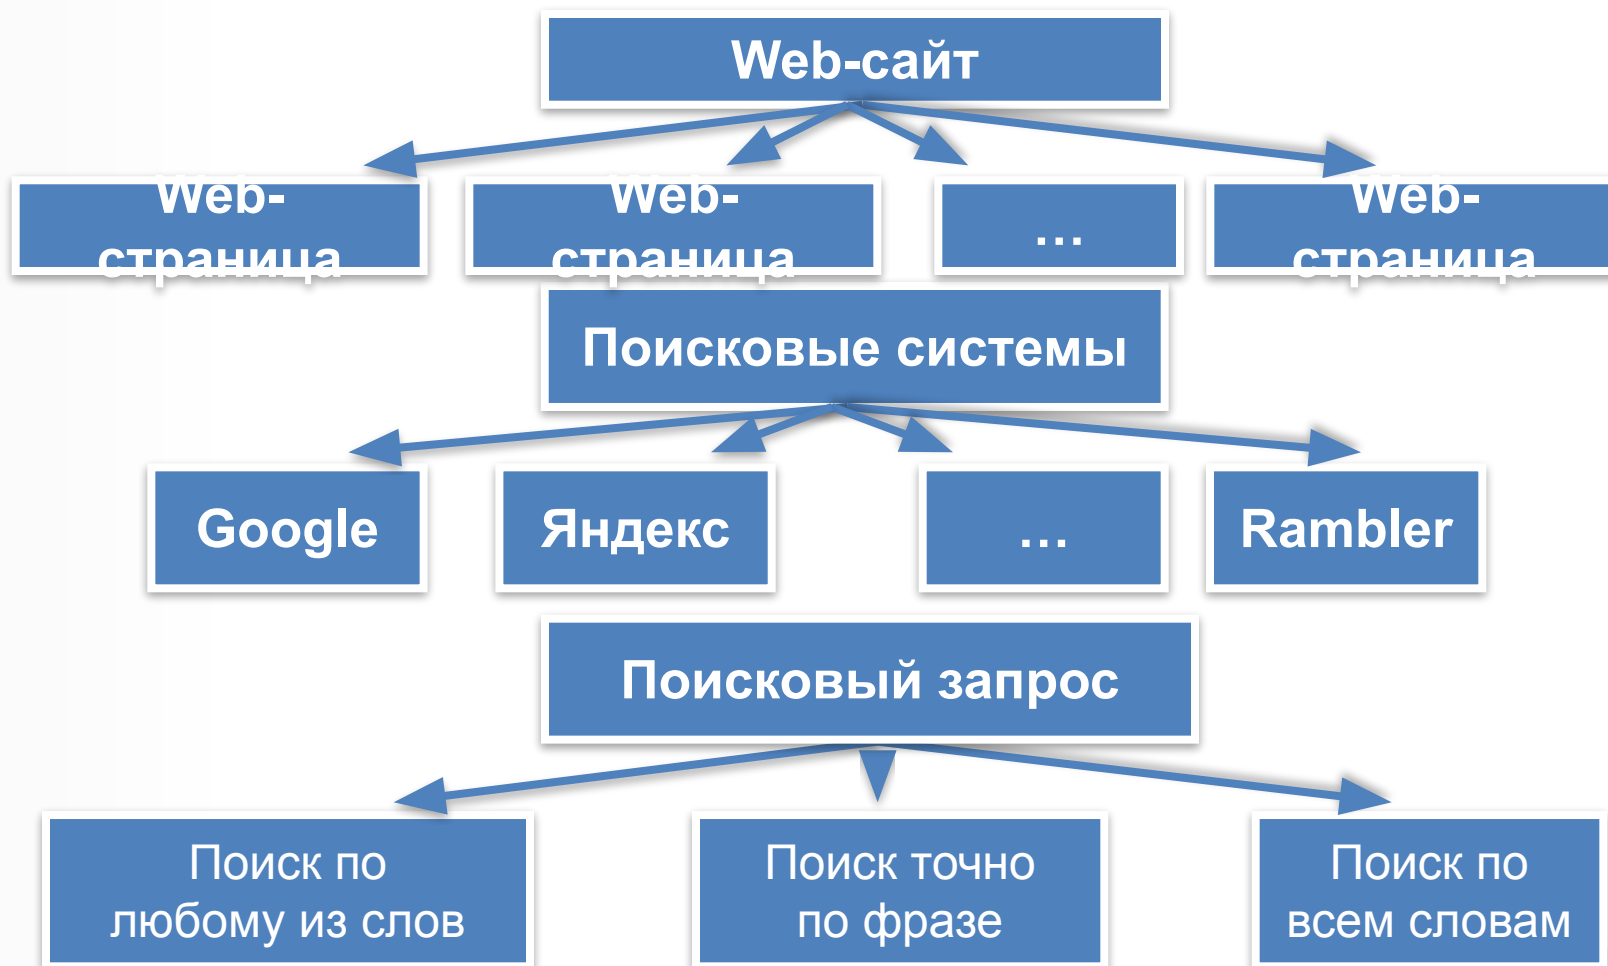 Web-сайт
Web-
страница
Web-
страница
...
Web-
страница
Поисковые системы
Google
Яндекс
...
Rambler
Поисковый запрос
Поиск по
любому из слов
Поиск точно
по фразе
Поиск по
всем словам